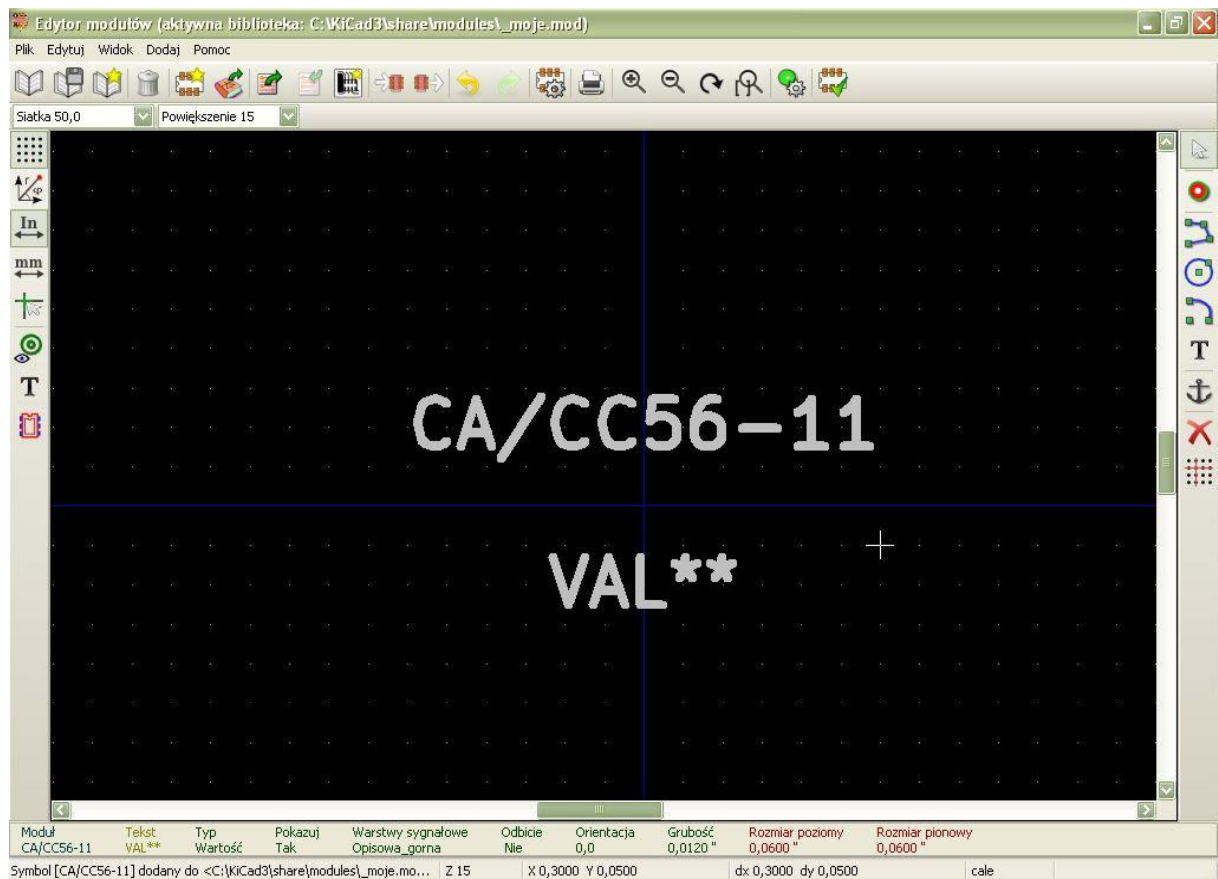 Edytor modułów (aktywna biblioteka: C:\KiCad3\share\modules\_moje.mod)
Plik Edytuj Widok Dodaj Pomoc
Siatka 50,0 Powiększenie 15
In
mm
T
T
CA/CC56-11
VAL**
Moduł Tekst Typ Pokazuj Warstwy sygnałowe Odbicie Orientacja Grubość Rozmiar poziomy Rozmiar pionowy
CA/CC56-11 VAL** Wartość Tak Opisowa_gorna Nie 0,0 0,0120 " 0,0600 " 0,0600 "
Symbol [CA/CC56-11] dodany do <C:\KiCad3\share\modules\_moje.mo... Z 15 X 0,3000 Y 0,0500 dx 0,3000 dy 0,0500 cale